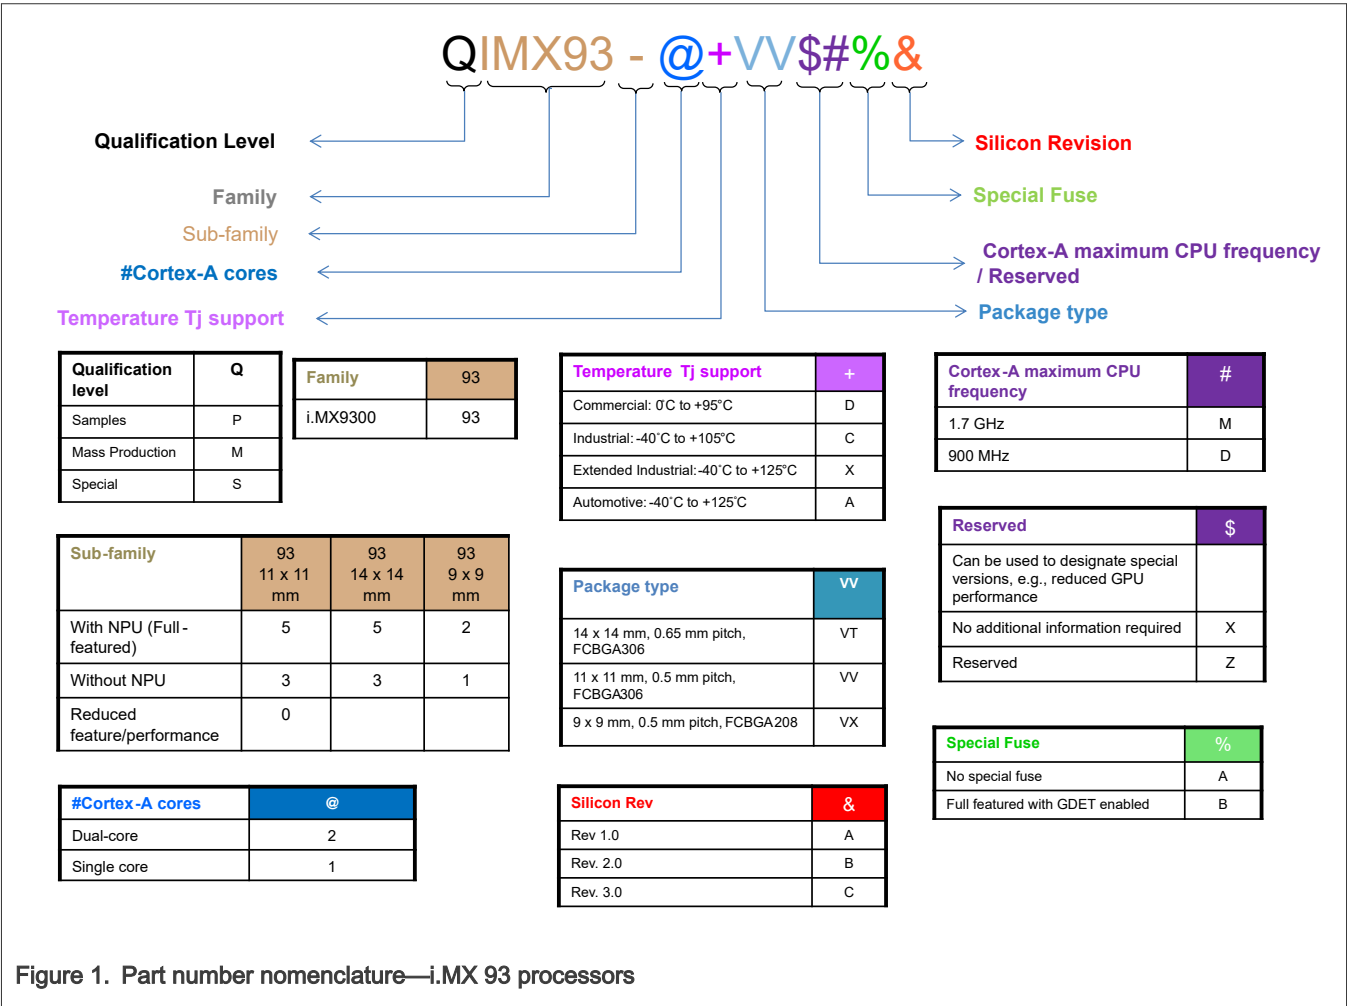 QIMX93 - @+VV$#%&
Qualification Level
Silicon Revision
Family
Special Fuse
Sub-family
Cortex-A maximum CPU frequency
/ Reserved
#Cortex-A cores
Temperature Tj support
Package type
Qualification
level
Q
Samples
P
Mass Production
M
Special
S
Family
93
i.MX9300
93
Temperature Tj support
+
Commercial: 0°C to +95°C
D
Industrial: -40°C to +105°C
C
Extended Industrial:-40°C to +125°C
X
Automotive: -40°C to +125°C
A
Cortex-A maximum CPU
frequency
#
1.7 GHz
M
900 MHz
D
Sub-family
93
11 x 11
mm
93
14 x 14
mm
93
9 x 9
mm
With NPU (Full-
featured)
5
5
2
Without NPU
3
3
1
Reduced
feature/performance
0
Package type
VV
14 x 14 mm, 0.65 mm pitch,
FCBGA306
VT
11 x 11 mm, 0.5 mm pitch,
FCBGA306
VV
9 x 9 mm, 0.5 mm pitch, FCBGA208
VX
Reserved
$
Can be used to designate special
versions, e.g., reduced GPU
performance
No additional information required
X
Reserved
Z
Special Fuse
%
No special fuse
A
Full featured with GDET enabled
B
#Cortex-A cores
@
Dual-core
2
Single core
1
Silicon Rev
&
Rev 1.0
A
Rev. 2.0
B
Rev. 3.0
C
Figure 1. Part number nomenclature—i.MX 93 processors